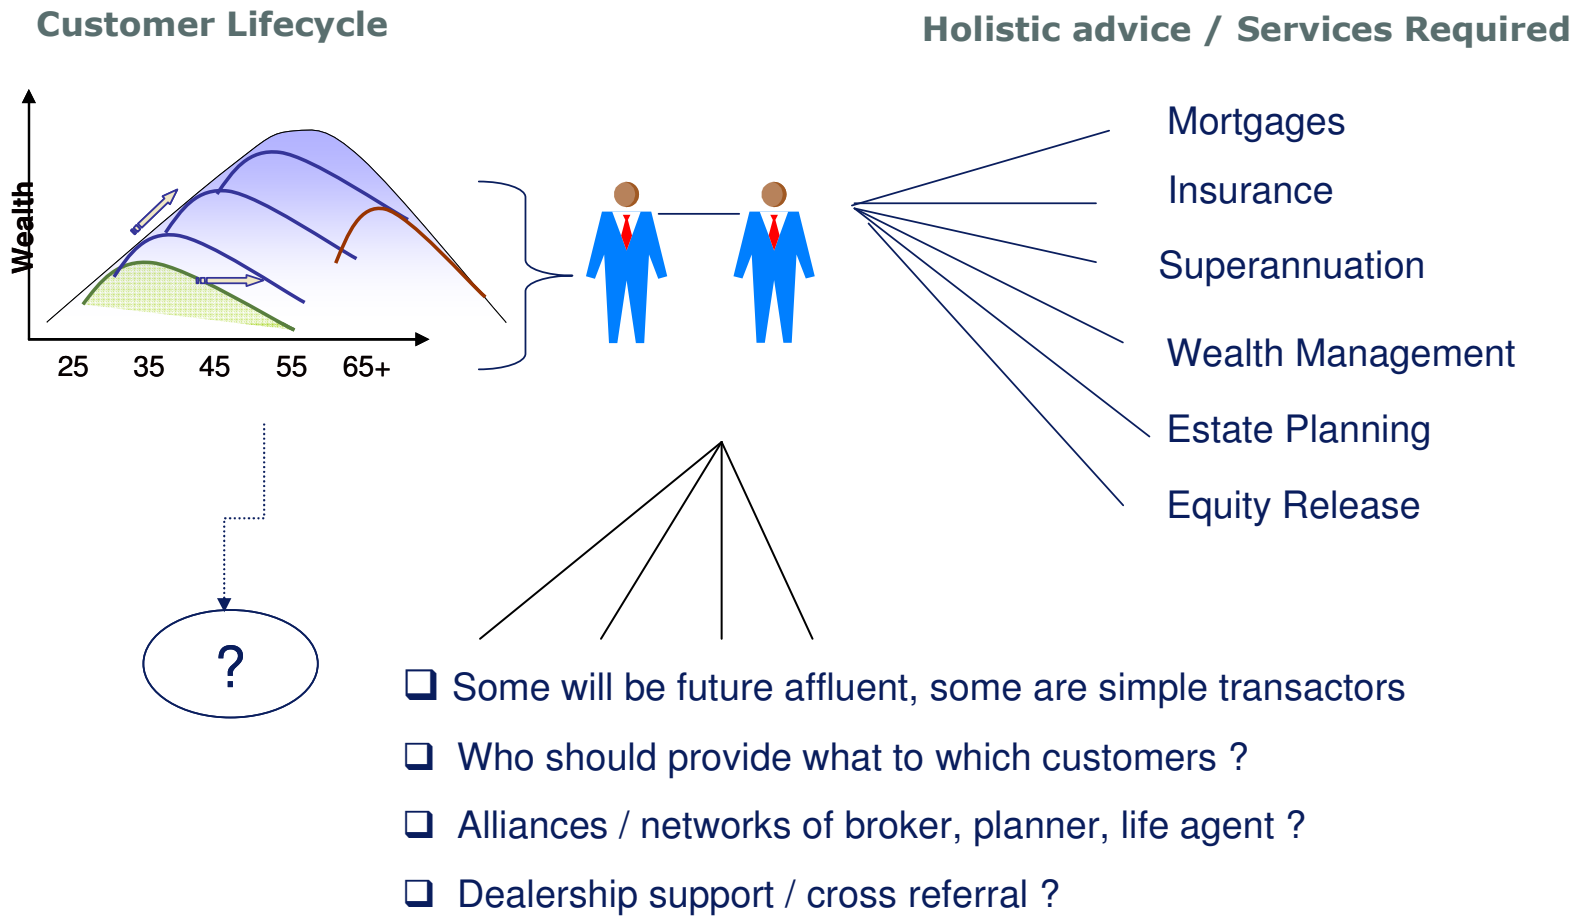 Customer Lifecycle
Holistic advice / Services Required
Wealth
25 35 45 55 65+
Mortgages
Insurance
Superannuation
Wealth Management
Estate Planning
Equity Release
?
Some will be future affluent, some are simple transactors
Who should provide what to which customers ?
Alliances / networks of broker, planner, life agent ?
Dealership support / cross referral ?